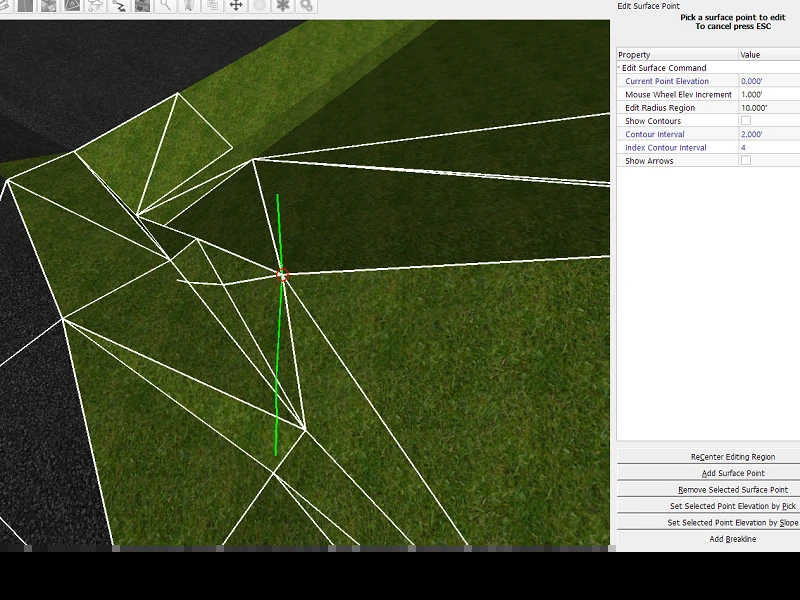 Edit Surface Point
Pick a surface point to edit
To cancel press ESC
Property Value
Edit Surface Command
Current Point Elevation 0.000'
Mouse Wheel Elev Increment 1.000'
Edit Radius Region 10.000'
Show Contours
Contour Interval 2.000'
Index Contour Interval 4
Show Arrows
ReCenter Editing Region
Add Surface Point
Remove Selected Surface Point
Set Selected Point Elevation by Pick
Set Selected Point Elevation by Slope
Add Breakline